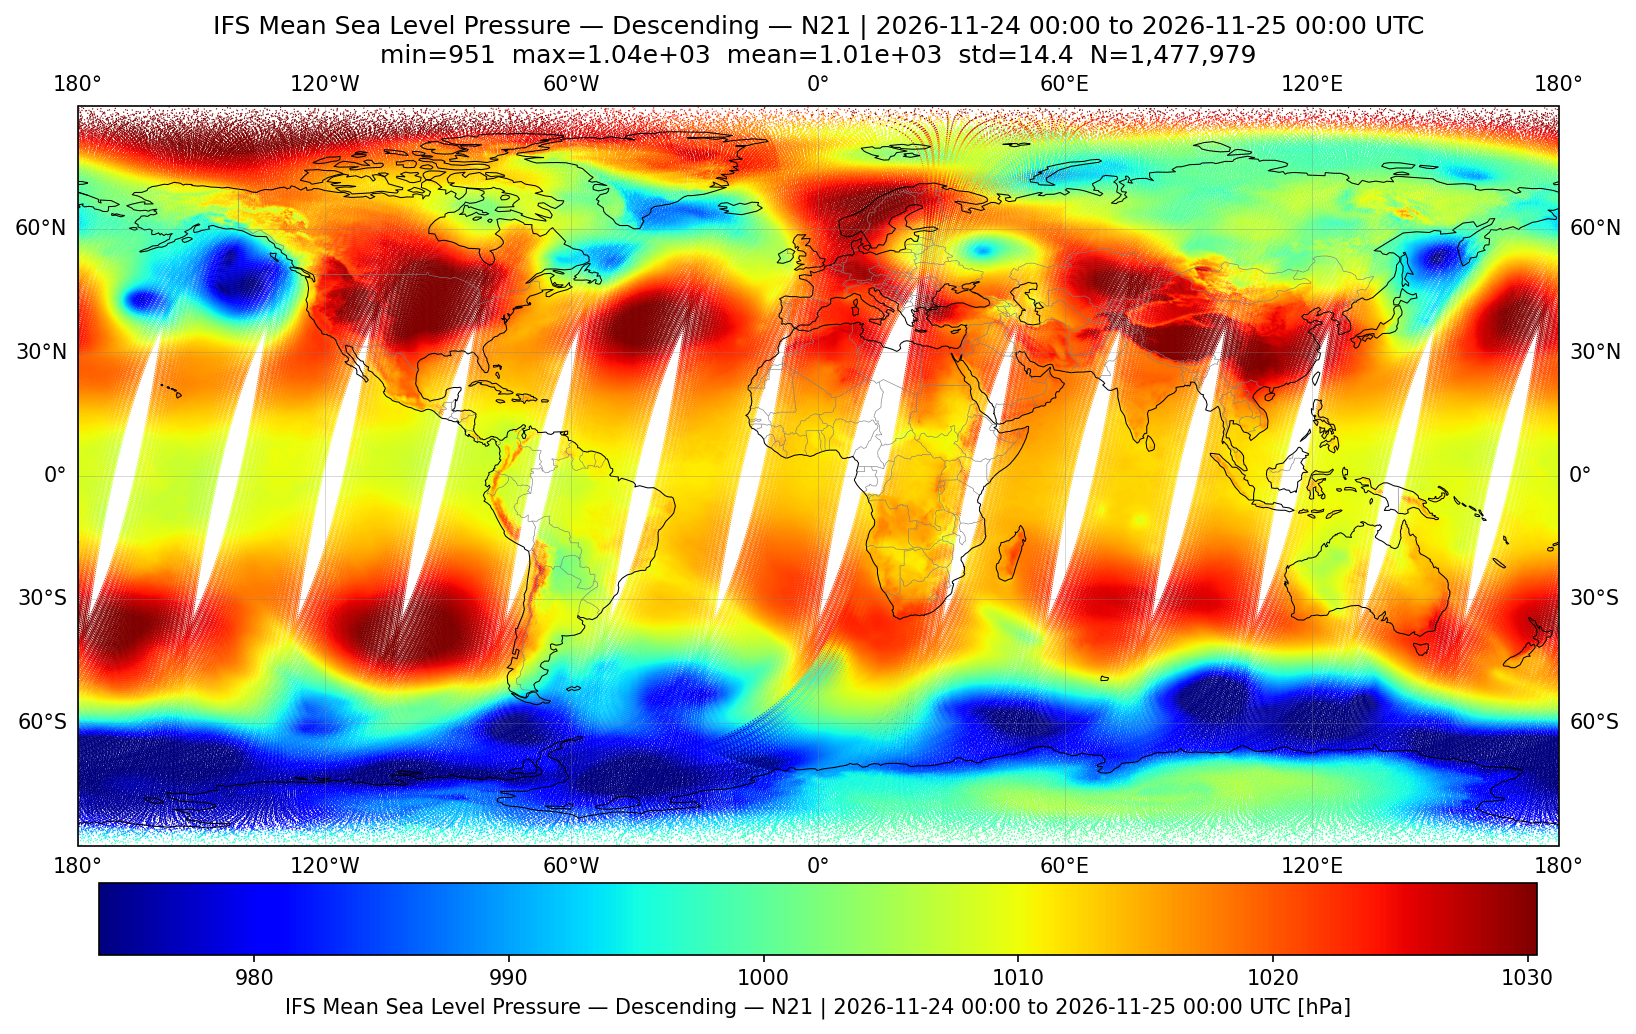 IFS Mean Sea Level Pressure — Descending — N21 | 2026-11-24 00:00 to 2026-11-25 00:00 UTC
min=951  max=1.04e+03  mean=1.01e+03  std=14.4  N=1,477,979
180° 120°W 60°W 0° 60°E 120°E 180°
60°N 60°N
30°N 30°N
0° 0°
30°S 30°S
60°S 60°S
180° 120°W 60°W 0° 60°E 120°E 180°
980 990 1000 1010 1020 1030
IFS Mean Sea Level Pressure — Descending — N21 | 2026-11-24 00:00 to 2026-11-25 00:00 UTC [hPa]